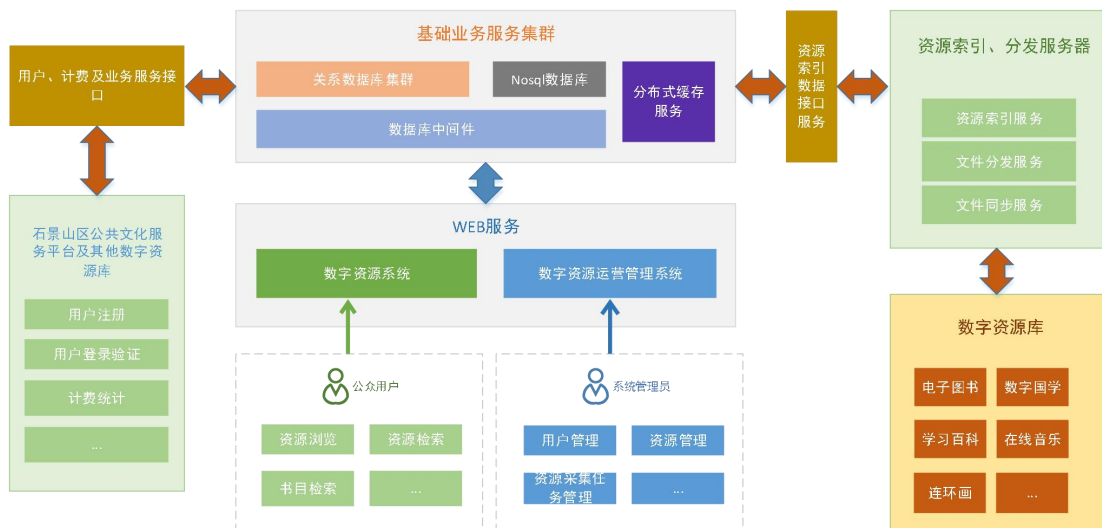 用户、计费及业务服务接
口
石景山区公共文化服
务平台及其他数字资
源库
用户注册
用户登录验证
计费统计
...
基础业务服务集群
关系数据库集群
Nosql数据库
分布式缓存
服务
数据库中间件
WEB服务
数字资源系统
数字资源运营管理系统
公众用户
资源浏览
资源检索
书目检索
...
系统管理员
用户管理
资源管理
资源采集任
务管理
...
资源
索引
数据
接口
服务
资源索引、分发服务器
资源索引服务
文件分发服务
文件同步服务
数字资源库
电子图书
数字国学
学习百科
在线音乐
连环画
...